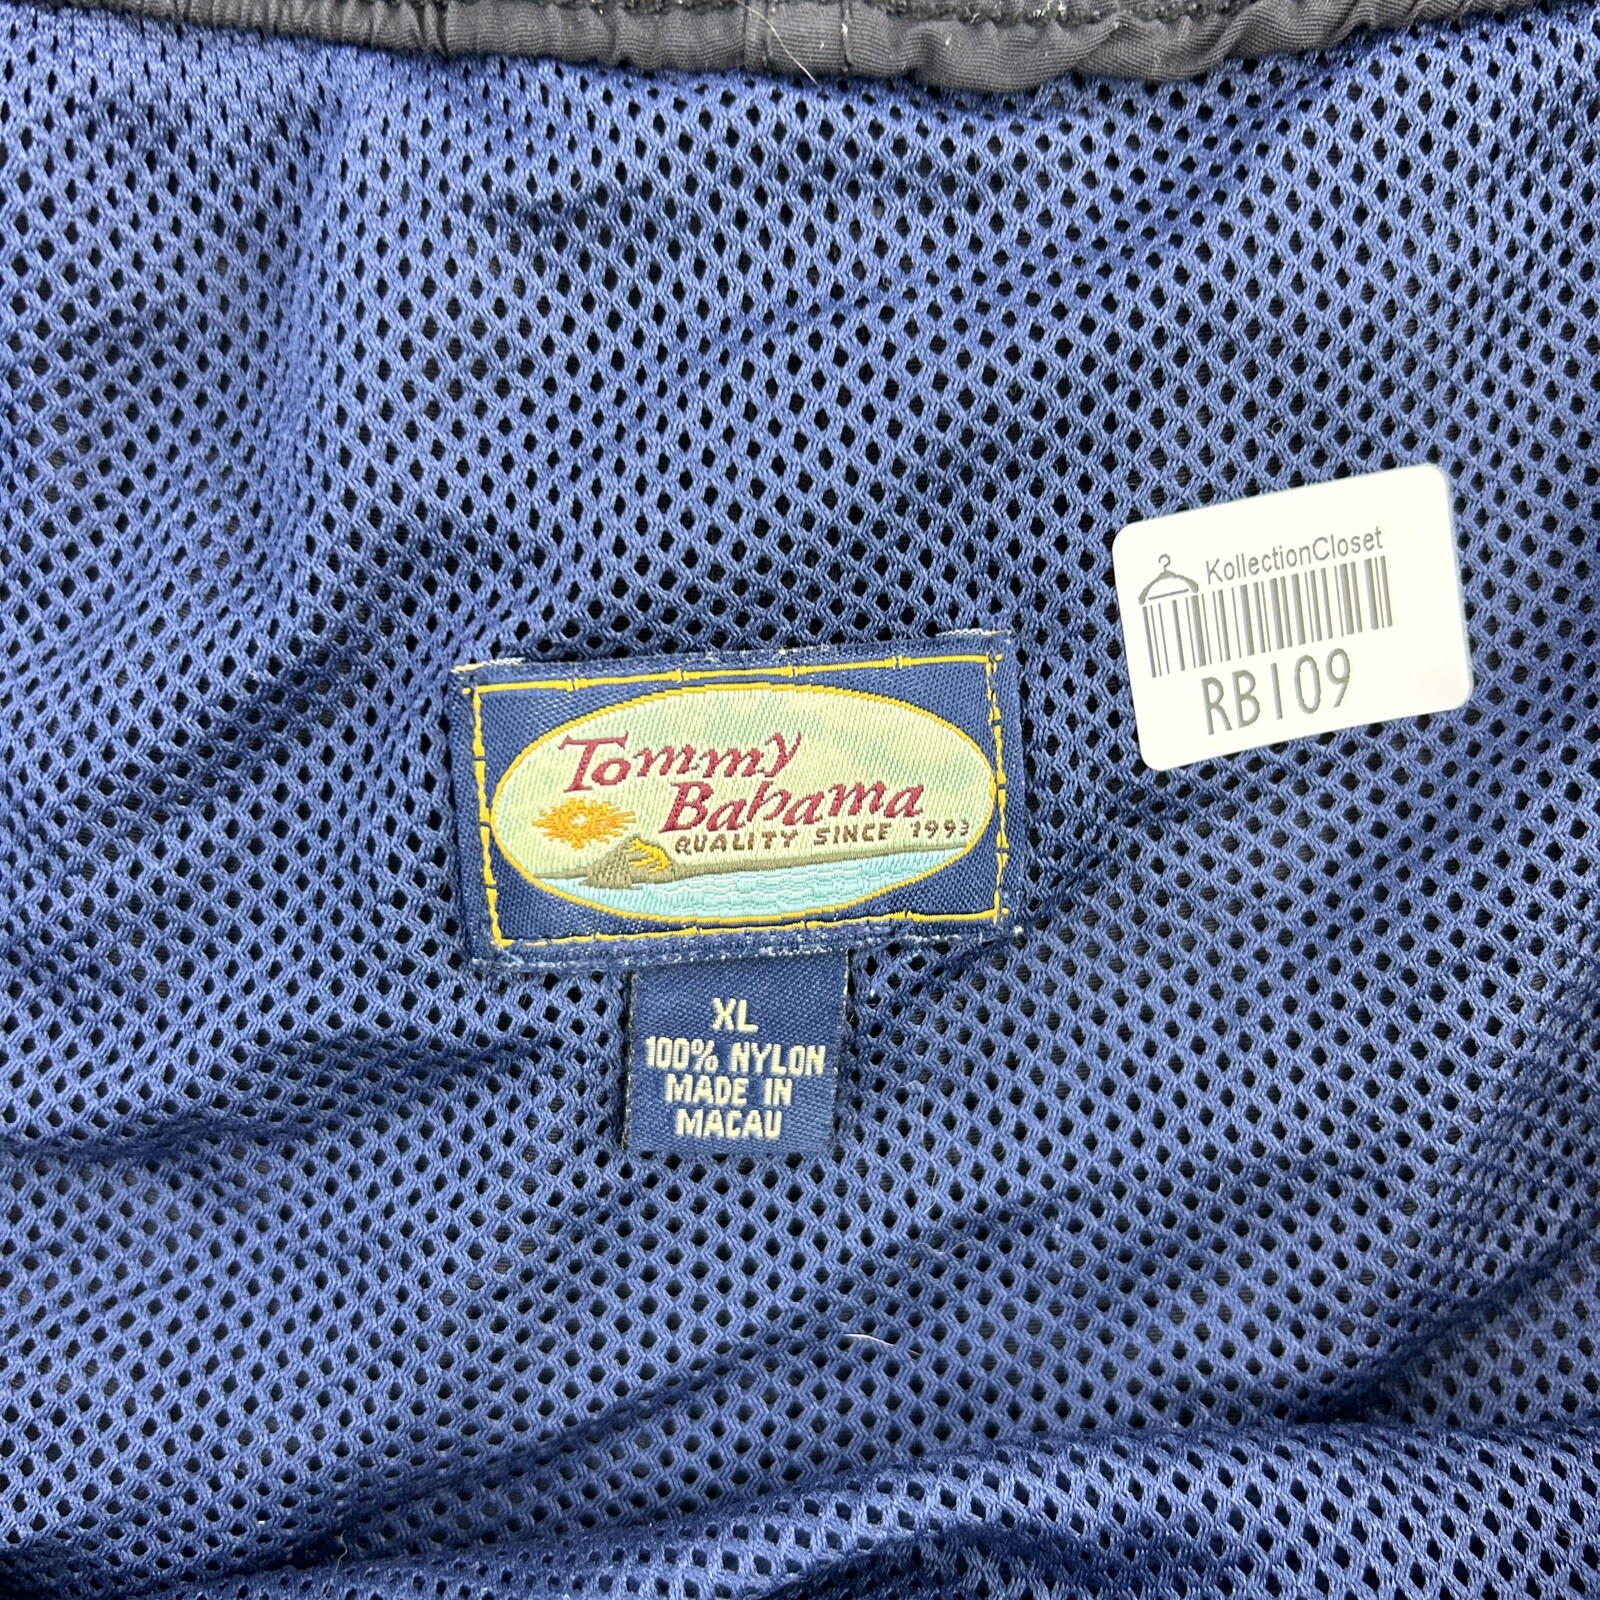 KollectionCloset
RB109
Tommy
Bahama
QUALITY SINCE 1993
XL
100% NYLON
MADE IN
MACAU